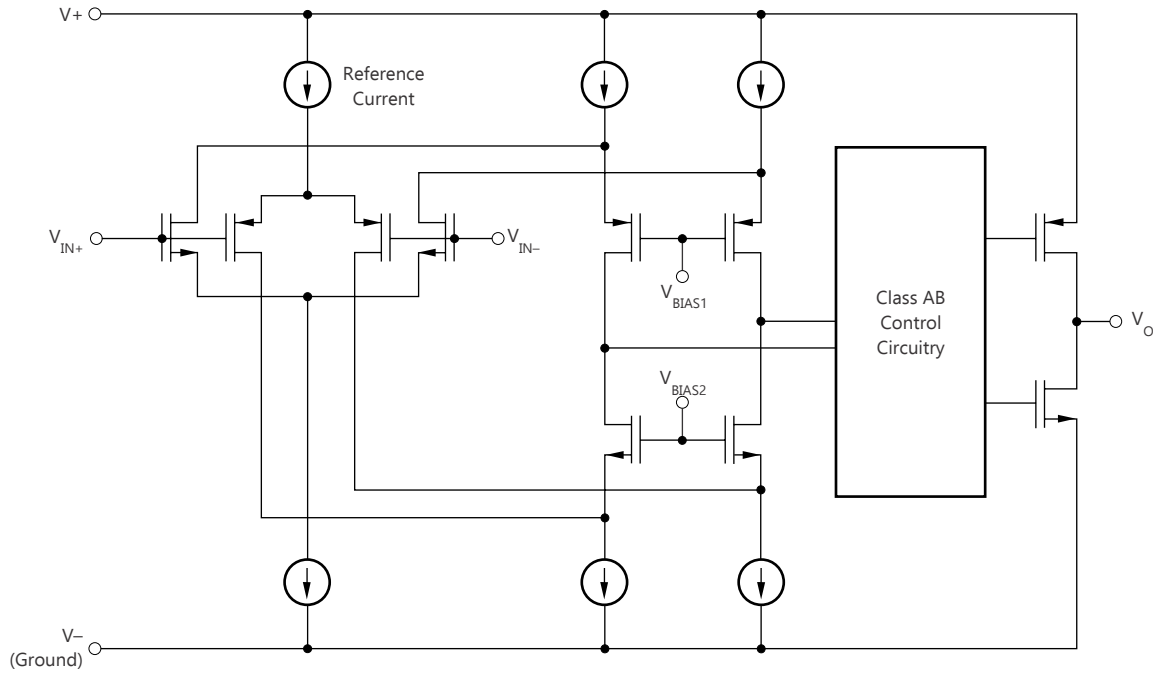 V+
Reference
Current
VIN+
VIN–
VBIAS1
Class AB
Control
Circuitry
VO
VBIAS2
V–
(Ground)